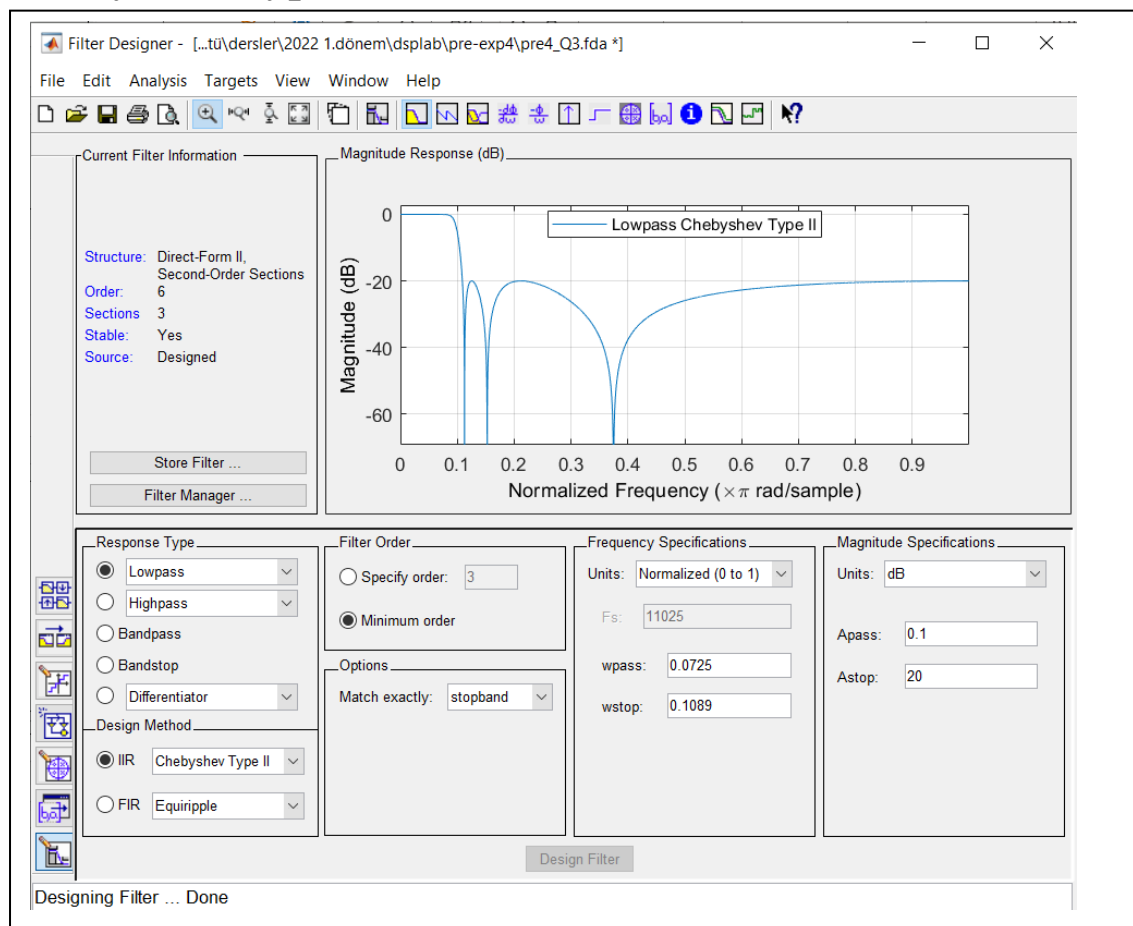 Filter Designer - [...tü\dersler\2022 1.dönem\dsplab\pre-exp4\pre4_Q3.fda *]
File Edit Analysis Targets View Window Help
Current Filter Information
Structure: Direct-Form II,
Second-Order Sections
Order: 6
Sections 3
Stable: Yes
Source: Designed
Store Filter ...
Filter Manager ...
Magnitude Response (dB)
Lowpass Chebyshev Type II
Magnitude (dB)
0
-20
-40
-60
0 0.1 0.2 0.3 0.4 0.5 0.6 0.7 0.8 0.9
Normalized Frequency (×π rad/sample)
Response Type
Lowpass
Highpass
Bandpass
Bandstop
Differentiator
Design Method
IIR Chebyshev Type II
FIR Equiripple
Filter Order
Specify order: 3
Minimum order
Options
Match exactly: stopband
Frequency Specifications
Units: Normalized (0 to 1)
Fs: 11025
wpass: 0.0725
wstop: 0.1089
Magnitude Specifications
Units: dB
Apass: 0.1
Astop: 20
Design Filter
Designing Filter ... Done